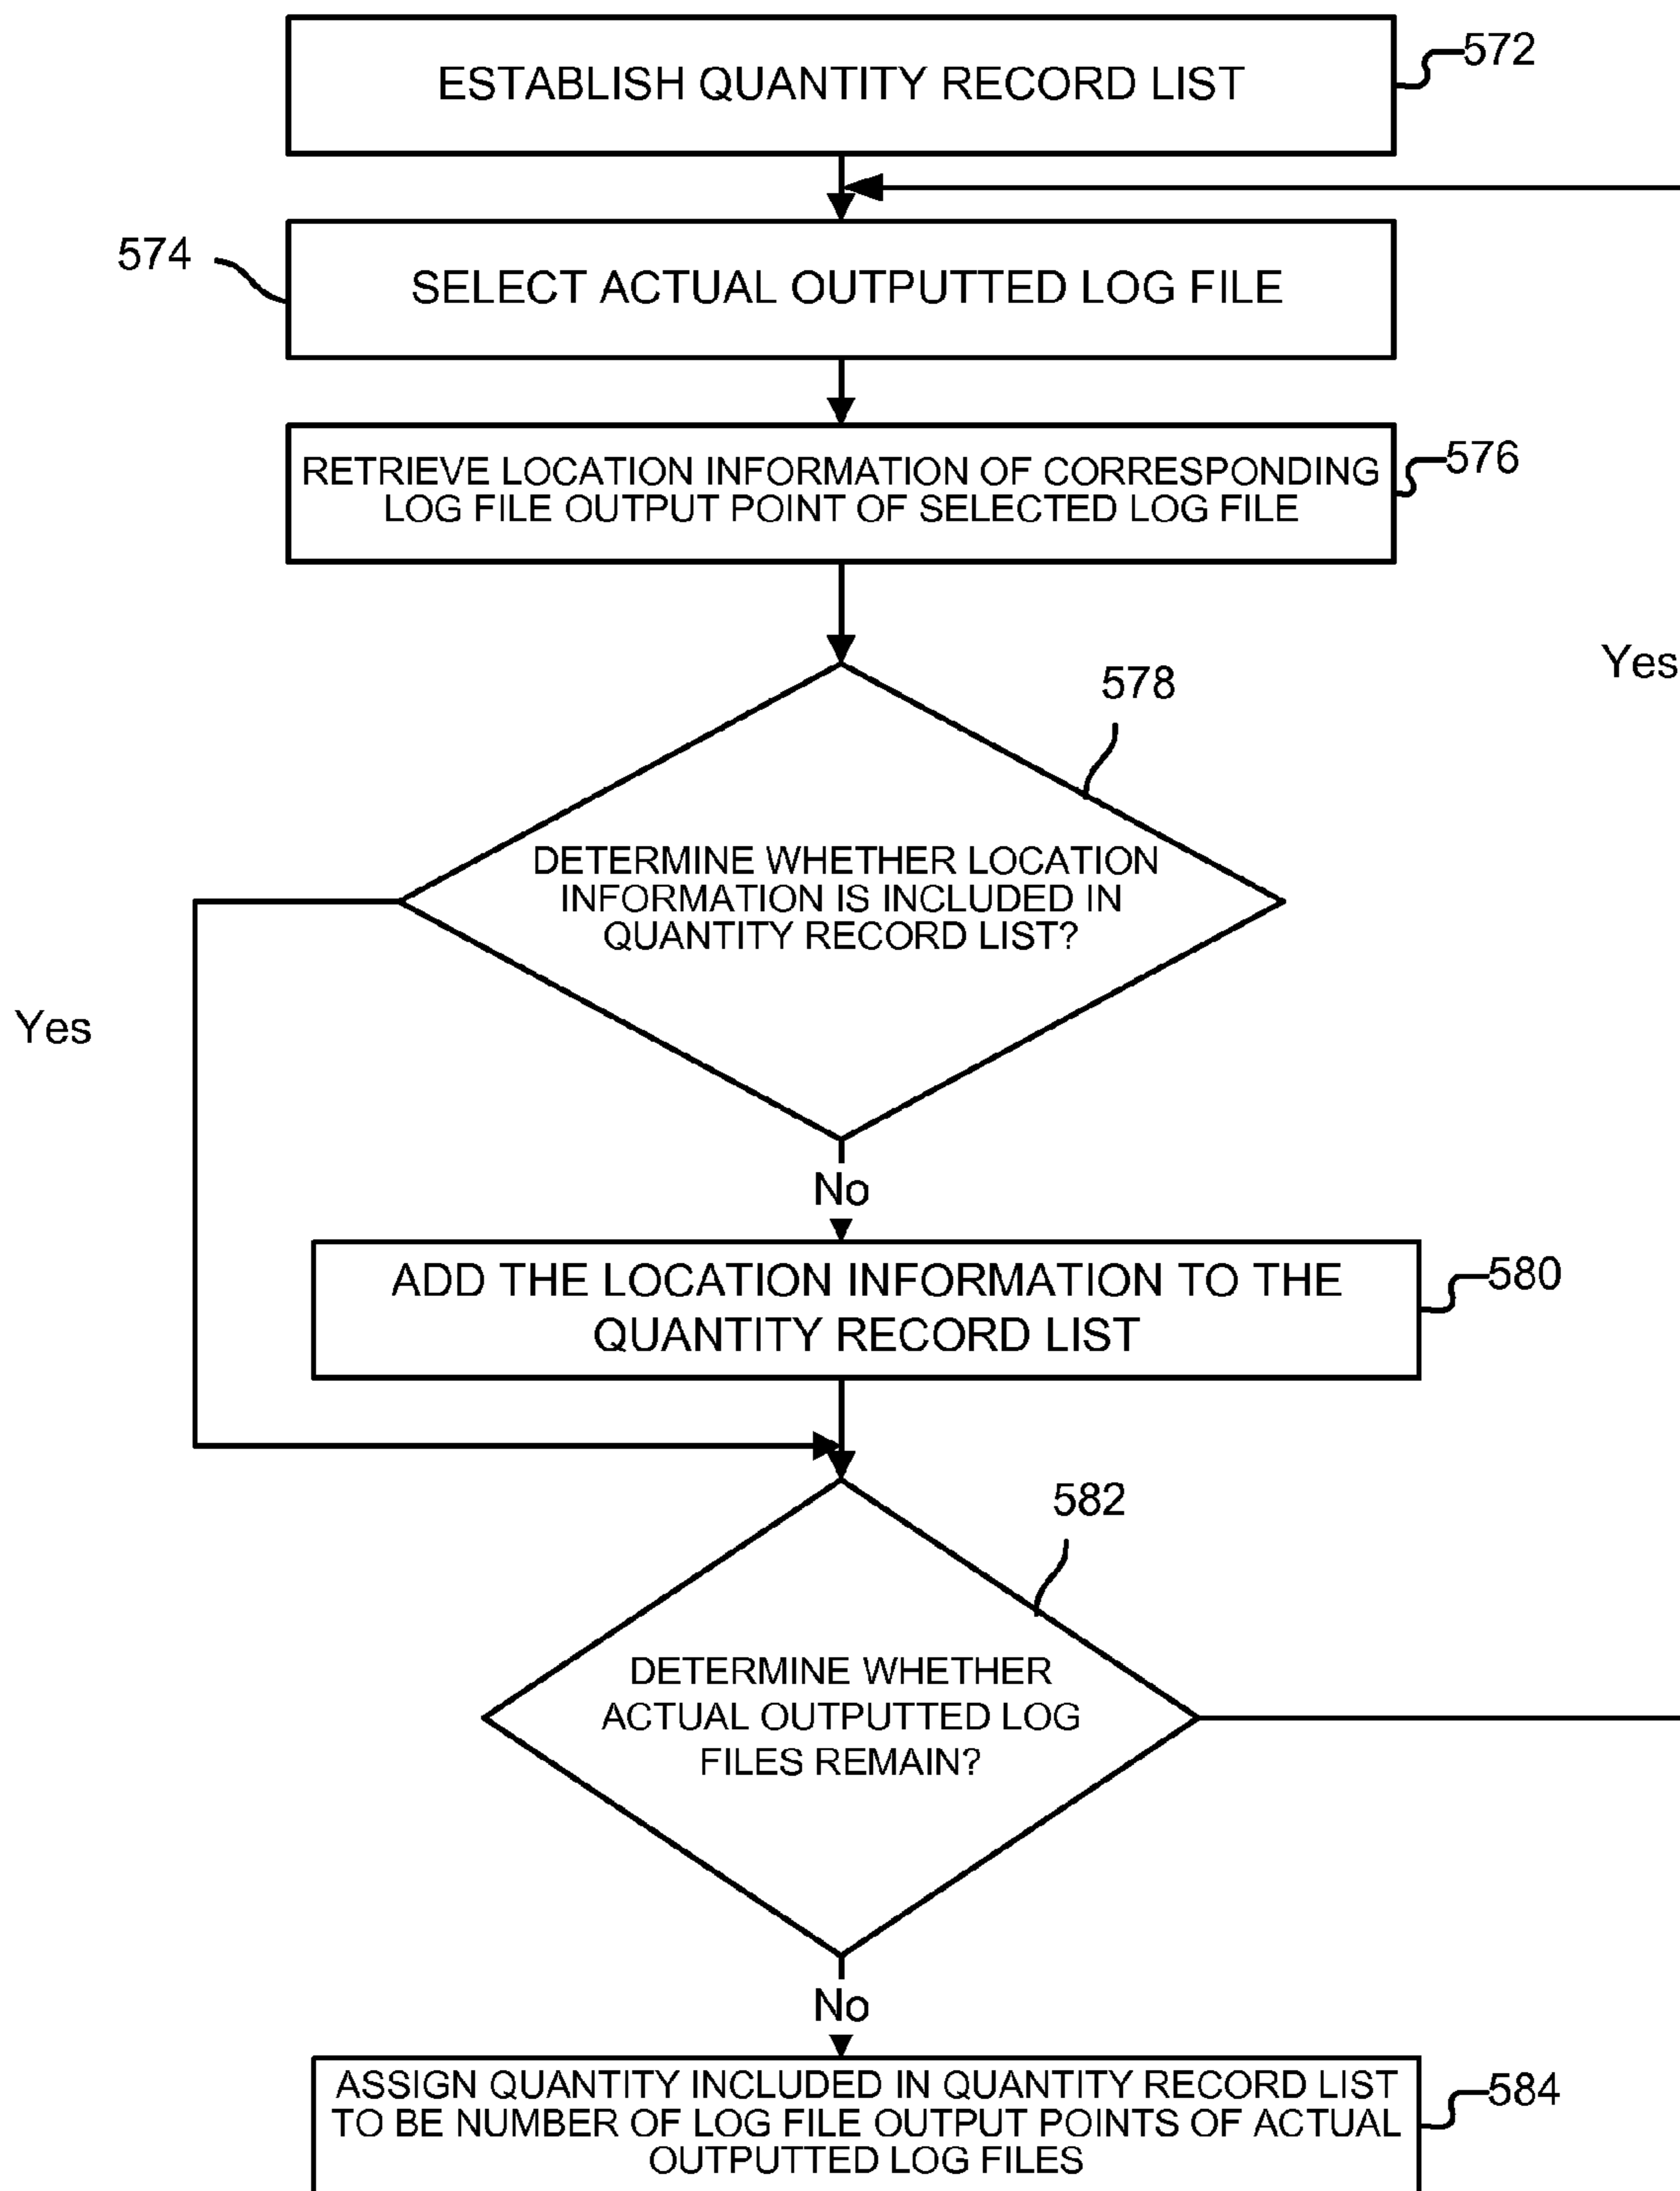 572
ESTABLISH QUANTITY RECORD LIST
574
SELECT ACTUAL OUTPUTTED LOG FILE
576
RETRIEVE LOCATION INFORMATION OF CORRESPONDING
LOG FILE OUTPUT POINT OF SELECTED LOG FILE
Yes
578
DETERMINE WHETHER LOCATION
INFORMATION IS INCLUDED IN
QUANTITY RECORD LIST?
Yes
No
580
ADD THE LOCATION INFORMATION TO THE
QUANTITY RECORD LIST
582
DETERMINE WHETHER
ACTUAL OUTPUTTED LOG
FILES REMAIN?
No
584
ASSIGN QUANTITY INCLUDED IN QUANTITY RECORD LIST
TO BE NUMBER OF LOG FILE OUTPUT POINTS OF ACTUAL
OUTPUTTED LOG FILES